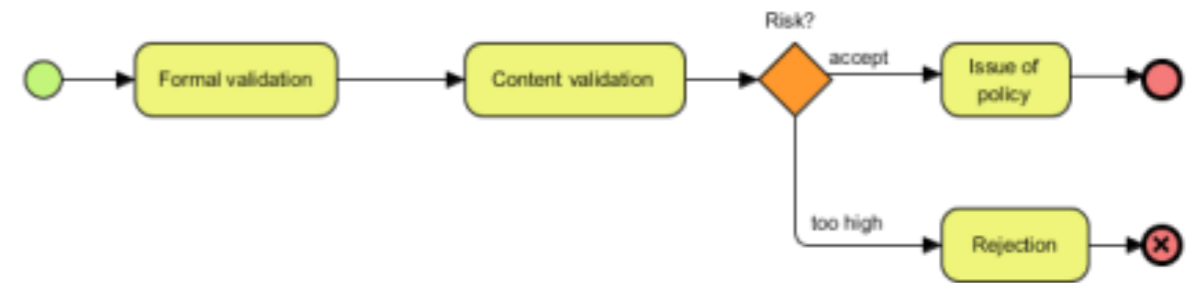 Risk?
Formal validation
Content validation
accept
Issue of
policy
too high
Rejection